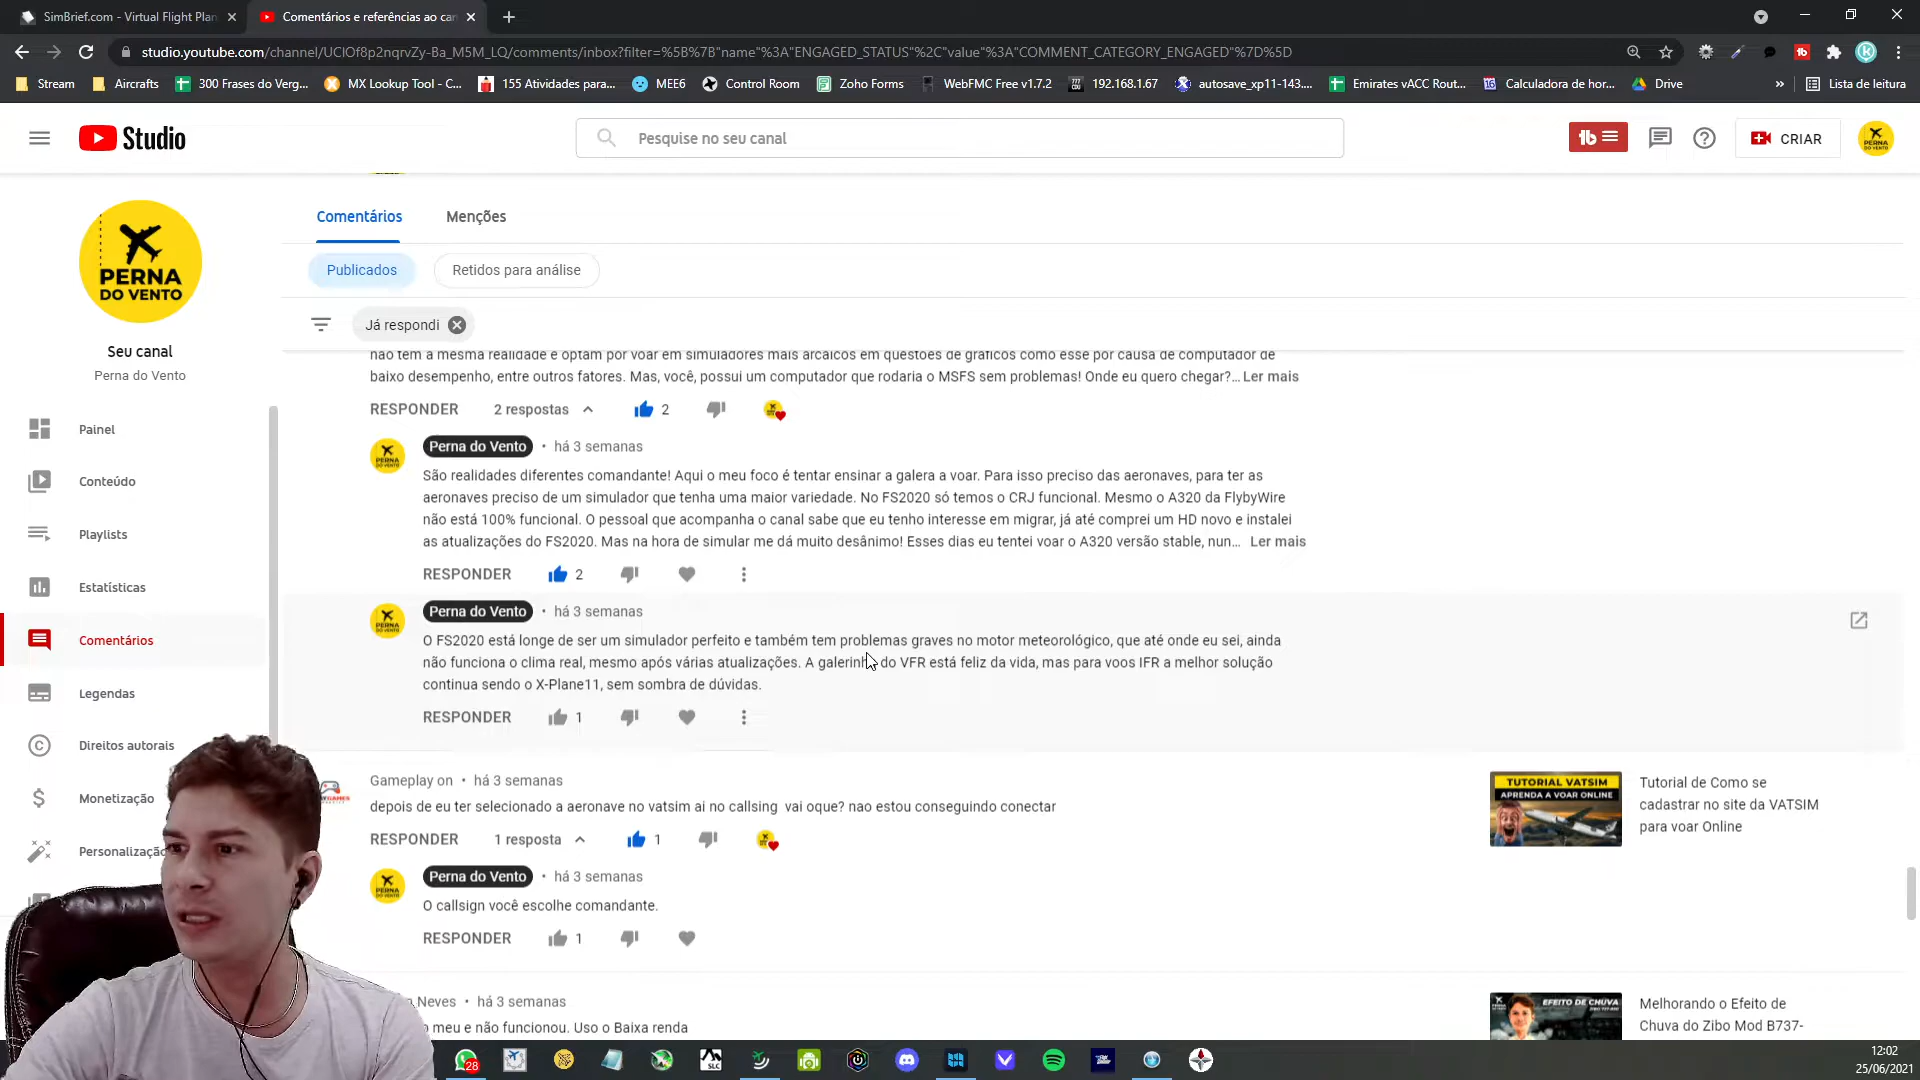 SimBrief.com - Virtual Flight Plan
Comentários e referências ao can
studio.youtube.com/channel/UClOf8p2nqrvZy-Ba_M5M_LQ/comments/inbox?filter=%5B%7B"name"%3A"ENGAGED_STATUS"%2C"value"%3A"COMMENT_CATEGORY_ENGAGED"%7D%5D
Stream
Aircrafts
300 Frases do Verg...
MX Lookup Tool - C...
155 Atividades para...
MEE6
Control Room
Zoho Forms
WebFMC Free v1.7.2
192.168.1.67
autosave_xp11-143....
Emirates vACC Rout...
Calculadora de hor...
Drive
»
Lista de leitura
Studio
Pesquise no seu canal
CRIAR
PERNA
DO VENTO
Seu canal
Perna do Vento
Painel
Conteúdo
Playlists
Estatísticas
Comentários
Legendas
Direitos autorais
Monetização
Personalização
Comentários
Menções
Publicados
Retidos para análise
Já respondi
não tem a mesma realidade e optam por voar em simuladores mais arcaicos em questões de gráficos como esse por causa de computador de
baixo desempenho, entre outros fatores. Mas, você, possui um computador que rodaria o MSFS sem problemas! Onde eu quero chegar?... Ler mais
RESPONDER 2 respostas 2
Perna do Vento • há 3 semanas
São realidades diferentes comandante! Aqui o meu foco é tentar ensinar a galera a voar. Para isso preciso das aeronaves, para ter as
aeronaves preciso de um simulador que tenha uma maior variedade. No FS2020 só temos o CRJ funcional. Mesmo o A320 da FlybyWire
não está 100% funcional. O pessoal que acompanha o canal sabe que eu tenho interesse em migrar, já até comprei um HD novo e instalei
as atualizações do FS2020. Mas na hora de simular me dá muito desânimo! Esses dias eu tentei voar o A320 versão stable, nun... Ler mais
RESPONDER 2
Perna do Vento • há 3 semanas
O FS2020 está longe de ser um simulador perfeito e também tem problemas graves no motor meteorológico, que até onde eu sei, ainda
não funciona o clima real, mesmo após várias atualizações. A galerinha do VFR está feliz da vida, mas para voos IFR a melhor solução
continua sendo o X-Plane11, sem sombra de dúvidas.
RESPONDER 1
Gameplay on • há 3 semanas
depois de eu ter selecionado a aeronave no vatsim ai no callsing vai oque? nao estou conseguindo conectar
RESPONDER 1 resposta 1
TUTORIAL VATSIM
APRENDA A VOAR ONLINE
Tutorial de Como se
cadastrar no site da VATSIM
para voar Online
Perna do Vento • há 3 semanas
O callsign você escolhe comandante.
RESPONDER 1
Neves • há 3 semanas
o meu e não funcionou. Uso o Baixa renda
EFEITO DE CHUVA
Melhorando o Efeito de
Chuva do Zibo Mod B737-
28
SLC
12:02
25/06/2021